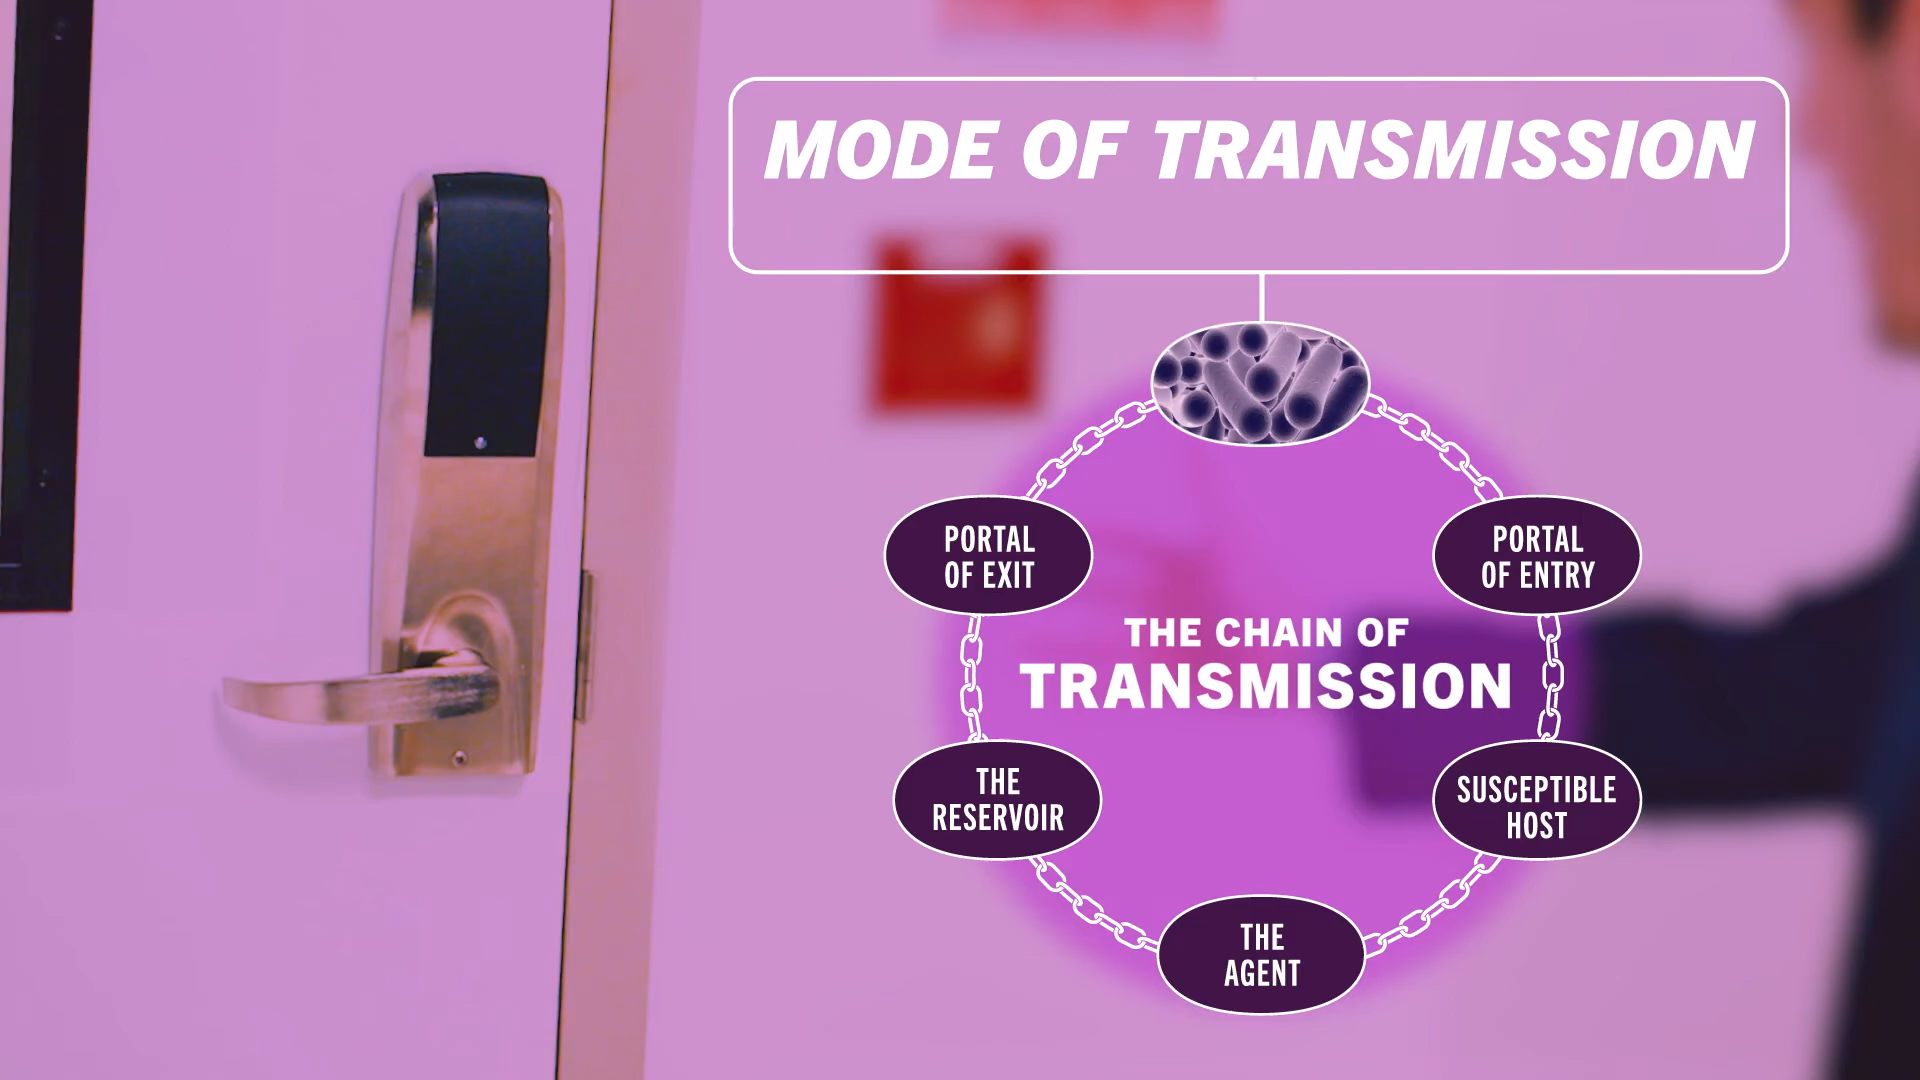 MODE OF TRANSMISSION
PORTAL
OF EXIT
PORTAL
OF ENTRY
THE CHAIN OF
TRANSMISSION
THE
RESERVOIR
SUSCEPTIBLE
HOST
THE
AGENT